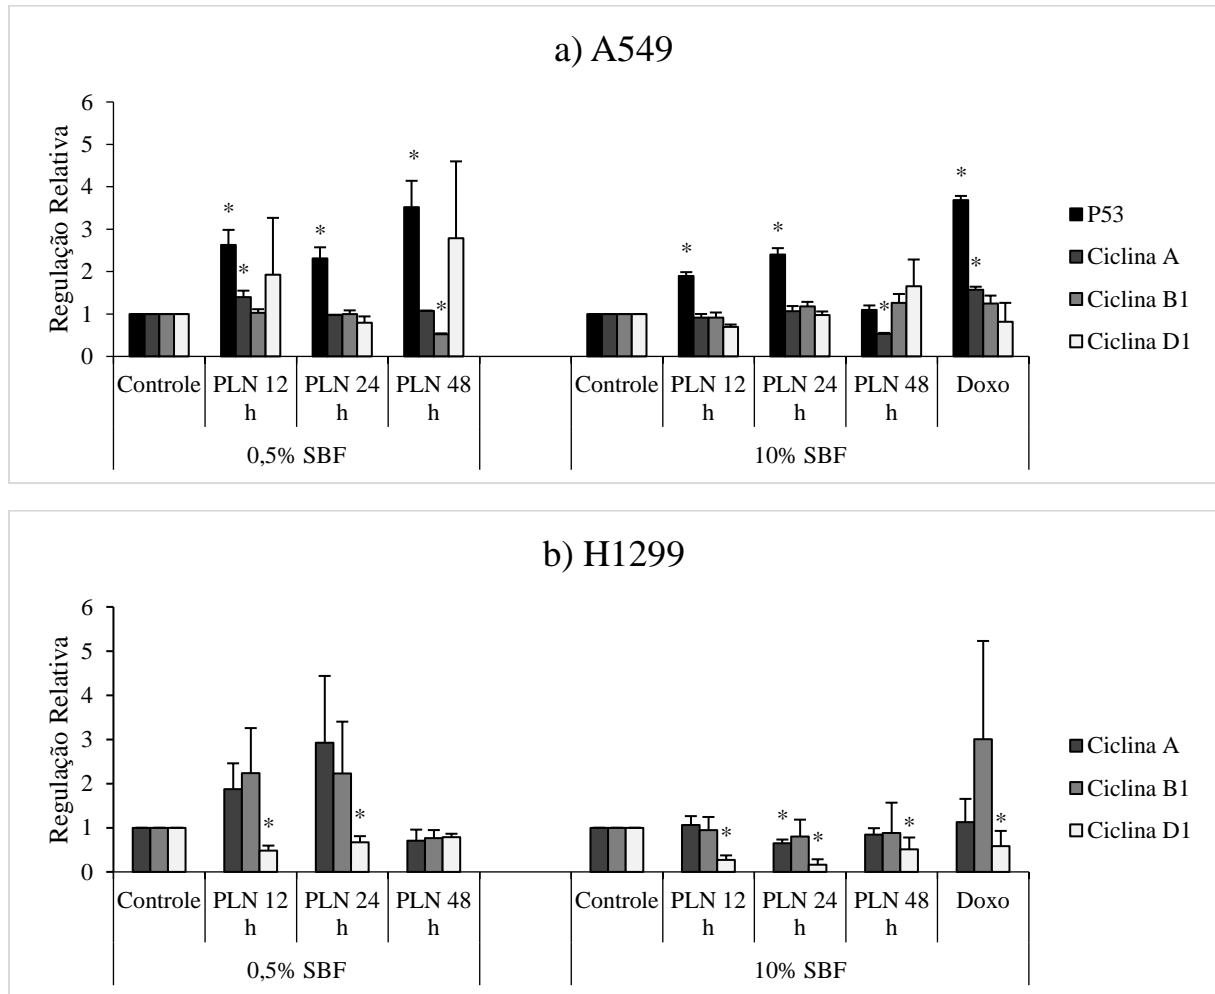 a) A549
Regulação Relativa
6
5
4
3
2
1
0
* * * * * * * * * *
P53
Ciclina A
Ciclina B1
Ciclina D1
Controle PLN 12 h PLN 24 h PLN 48 h Controle PLN 12 h PLN 24 h PLN 48 h Doxo
0,5% SBF 10% SBF
b) H1299
Regulação Relativa
6
5
4
3
2
1
0
* * * * * * *
Ciclina A
Ciclina B1
Ciclina D1
Controle PLN 12 h PLN 24 h PLN 48 h Controle PLN 12 h PLN 24 h PLN 48 h Doxo
0,5% SBF 10% SBF